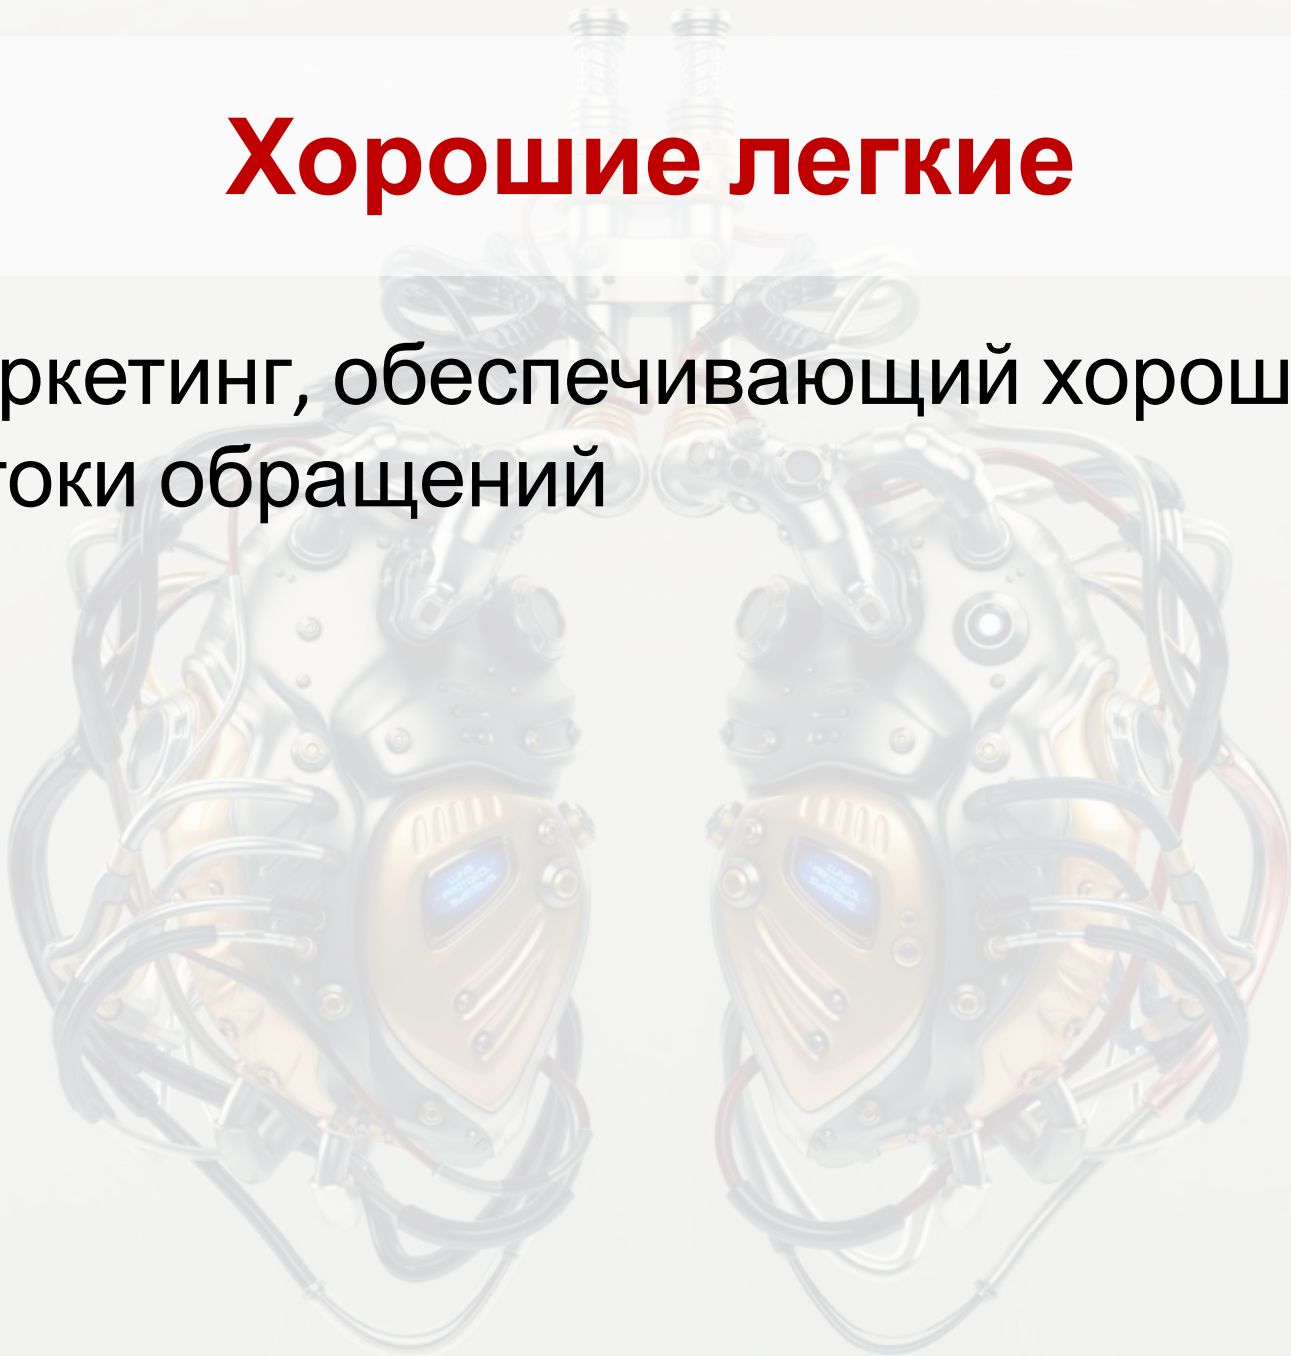 Хорошие легкие
ркетинг, обеспечивающий хорош
токи обращений